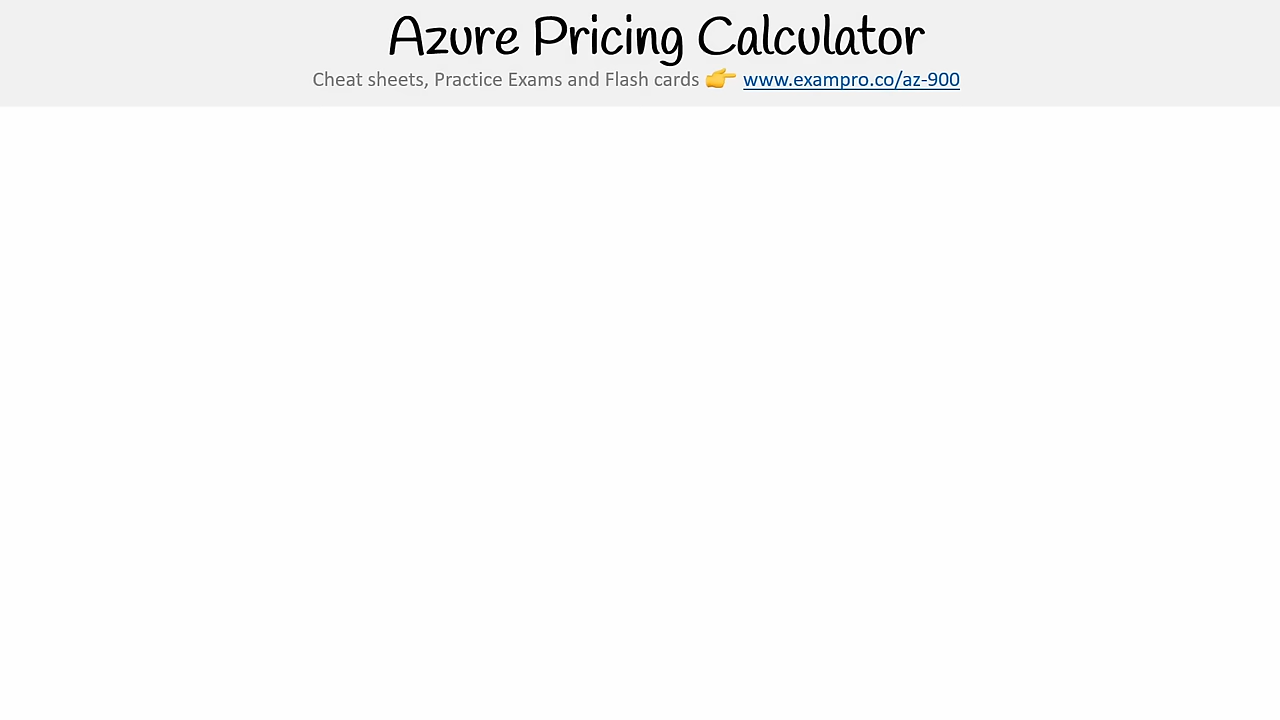 Azure Pricing Calculator
Cheat sheets, Practice Exams and Flash cards 👉 www.exampro.co/az-900